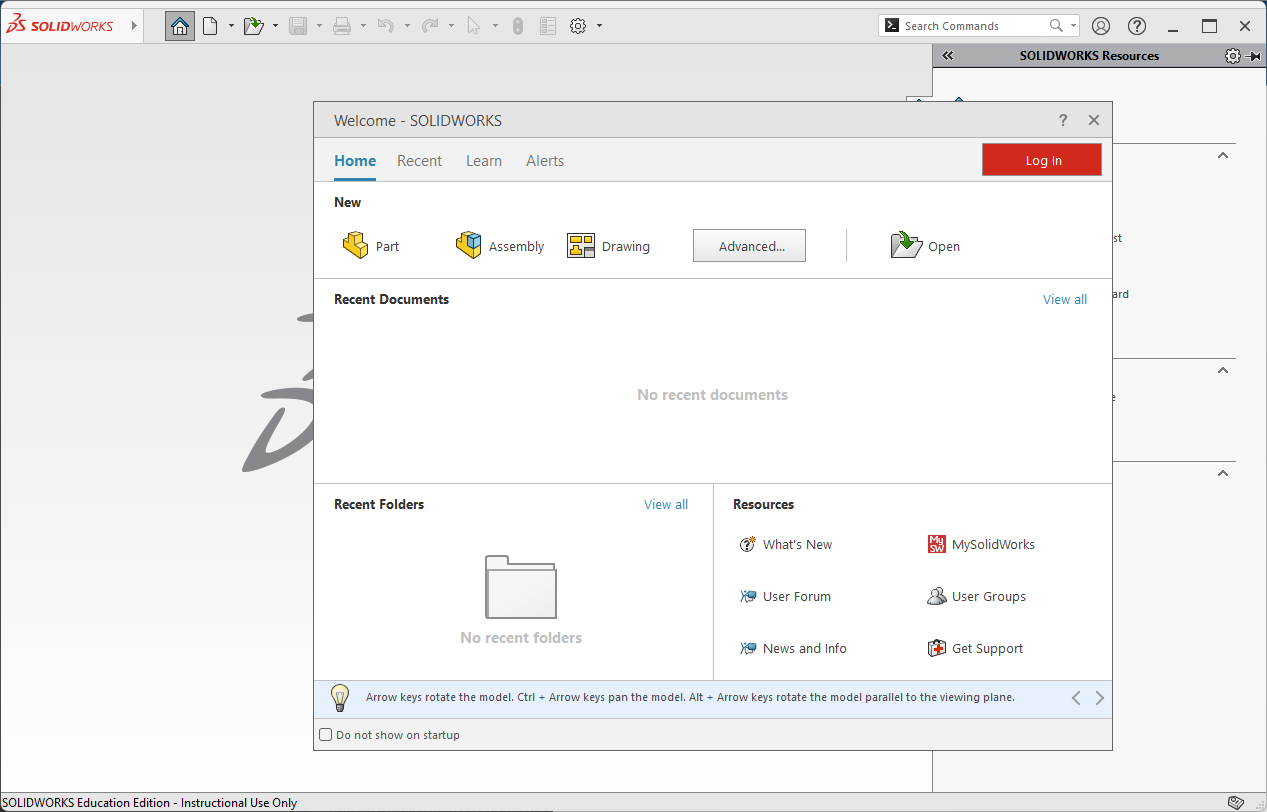 SOLIDWORKS
Search Commands
SOLIDWORKS Resources
Welcome - SOLIDWORKS
Home Recent Learn Alerts
Log In
New
Part Assembly Drawing Advanced... Open
st
Recent Documents View all
ard
No recent documents
Recent Folders View all
Resources
What's New MySolidWorks
User Forum User Groups
No recent folders
News and Info Get Support
Arrow keys rotate the model. Ctrl + Arrow keys pan the model. Alt + Arrow keys rotate the model parallel to the viewing plane.
Do not show on startup
SOLIDWORKS Education Edition - Instructional Use Only